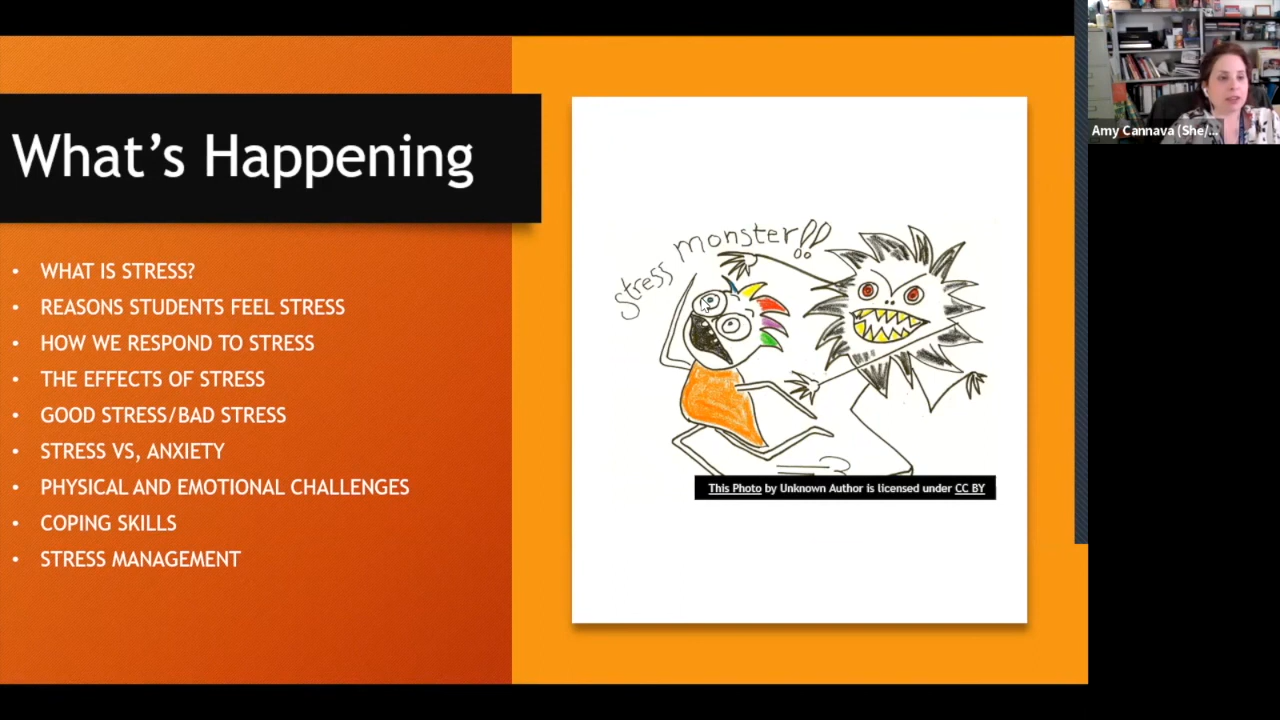 What's Happening
• WHAT IS STRESS?
• REASONS STUDENTS FEEL STRESS
• HOW WE RESPOND TO STRESS
• THE EFFECTS OF STRESS
• GOOD STRESS/BAD STRESS
• STRESS VS, ANXIETY
• PHYSICAL AND EMOTIONAL CHALLENGES
• COPING SKILLS
• STRESS MANAGEMENT
stress monster!!
This Photo by Unknown Author is licensed under CC BY
Amy Cannava (She/...